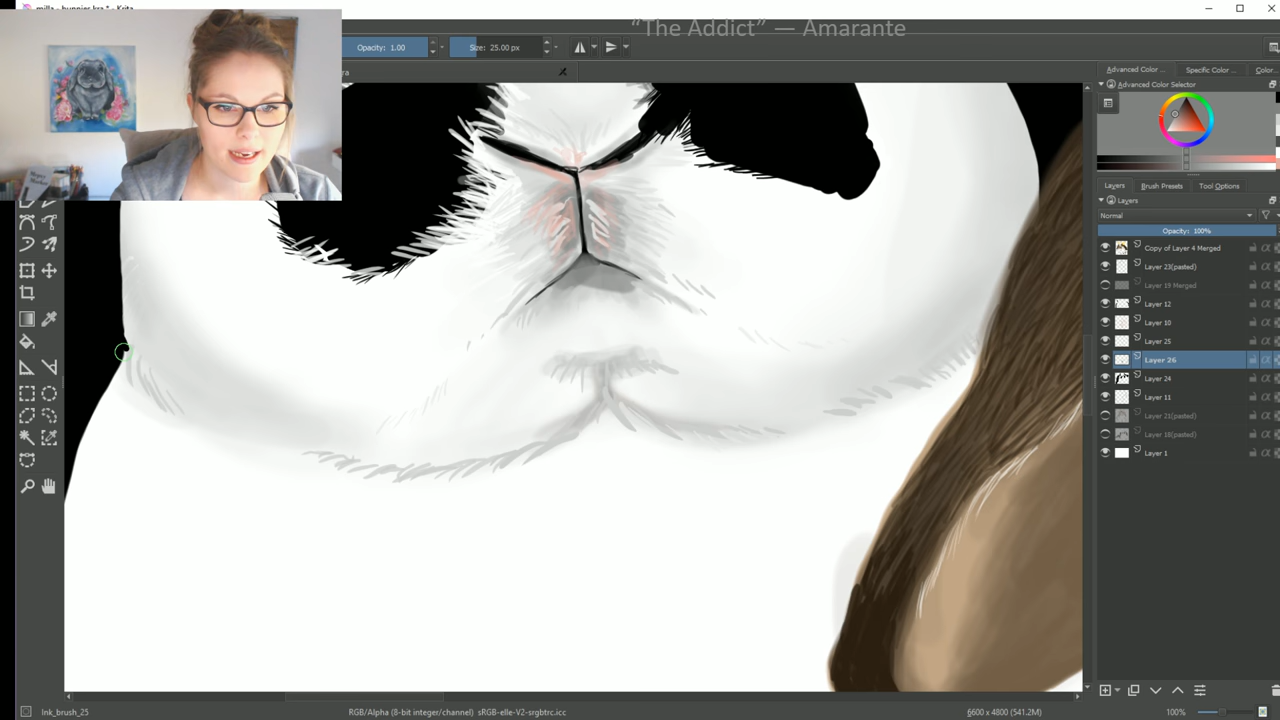 milla - bunnies.kra * - Krita
"The Addict" — Amarante
Opacity: 1.00
Size: 25.00 px
Advanced Color ...
Specific Color ...
Color...
Advanced Color Selector
Layers
Brush Presets
Tool Options
Layers
Normal
Opacity: 100%
Copy of Layer 4 Merged
Layer 23(pasted)
Layer 19 Merged
Layer 12
Layer 10
Layer 25
Layer 26
Layer 24
Layer 11
Layer 21(pasted)
Layer 18(pasted)
Layer 1
Ink_brush_25
RGB/Alpha (8-bit integer/channel) sRGB-elle-V2-srgbtrc.icc
6600 x 4800 (541.2M)
100%